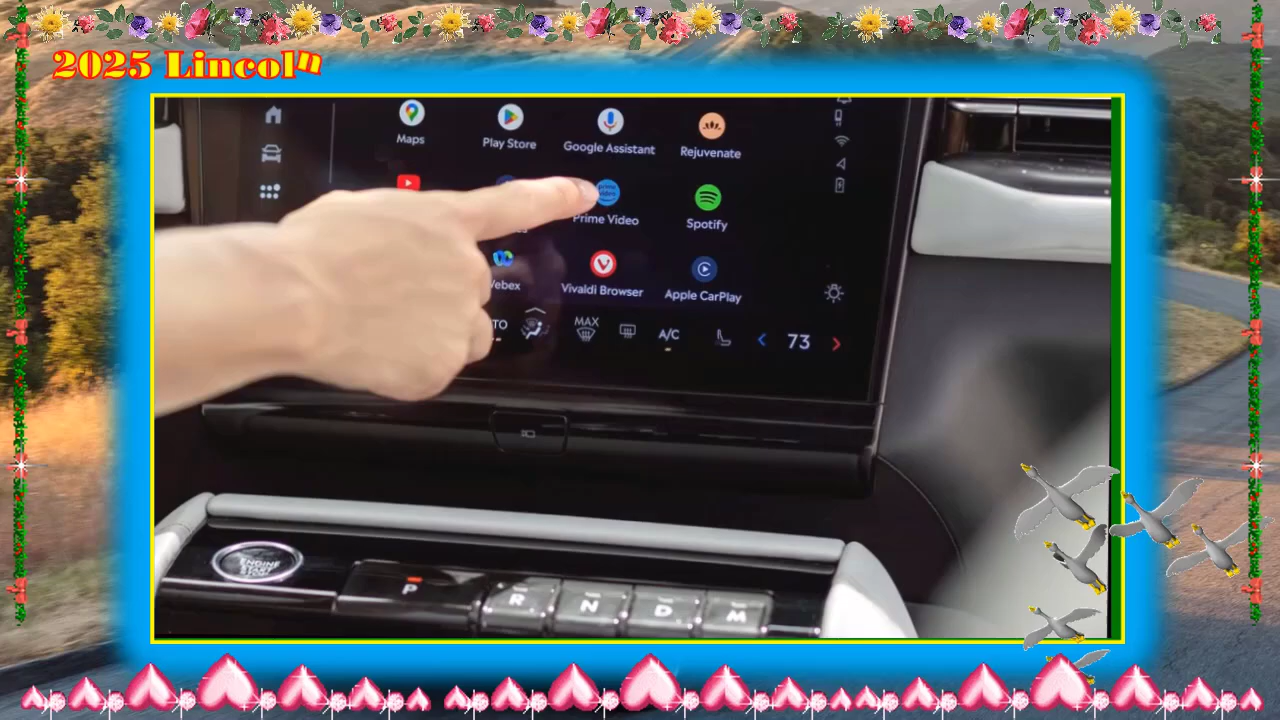 2025 Lincoln
Maps
Play Store
Google Assistant
Rejuvenate
Prime Video
Spotify
Vivaldi Browser
Apple CarPlay
MAX
A/C
73
ENGINE
START
STOP
P
R
N
D
M